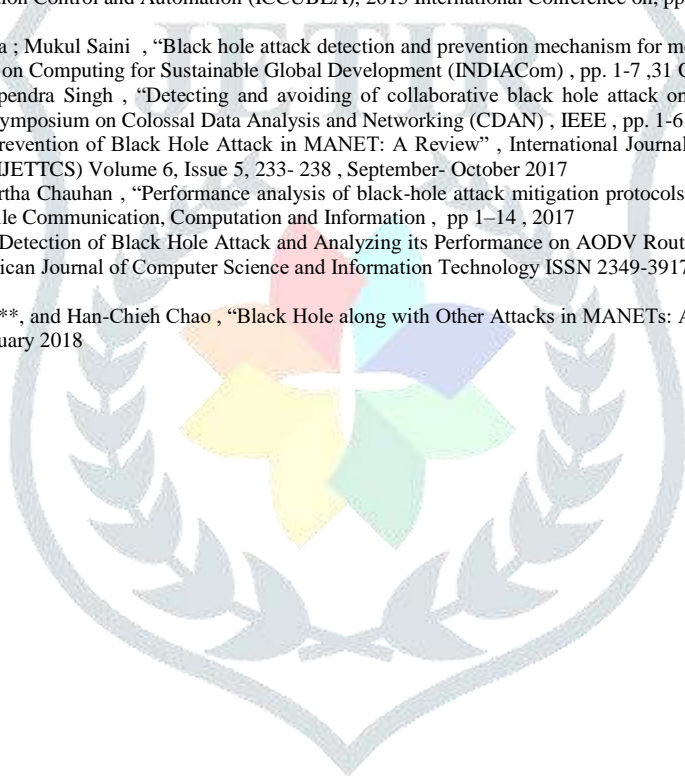 JETIR
tion Control and Automation (ICCUBEA), 2015 International Conference on, pp
a ; Mukul Saini , “Black hole attack detection and prevention mechanism for m
on Computing for Sustainable Global Development (INDIACom) , pp. 1-7 ,31 O
pendra Singh , “Detecting and avoiding of collaborative black hole attack on
ymposium on Colossal Data Analysis and Networking (CDAN) , IEEE , pp. 1-6
revention of Black Hole Attack in MANET: A Review” , International Journal
IJETTCS) Volume 6, Issue 5, 233- 238 , September- October 2017
rtha Chauhan , “Performance analysis of black-hole attack mitigation protocols
le Communication, Computation and Information , pp 1–14 , 2017
Detection of Black Hole Attack and Analyzing its Performance on AODV Rout
ican Journal of Computer Science and Information Technology ISSN 2349-3917
**, and Han-Chieh Chao , “Black Hole along with Other Attacks in MANETs: A
uary 2018